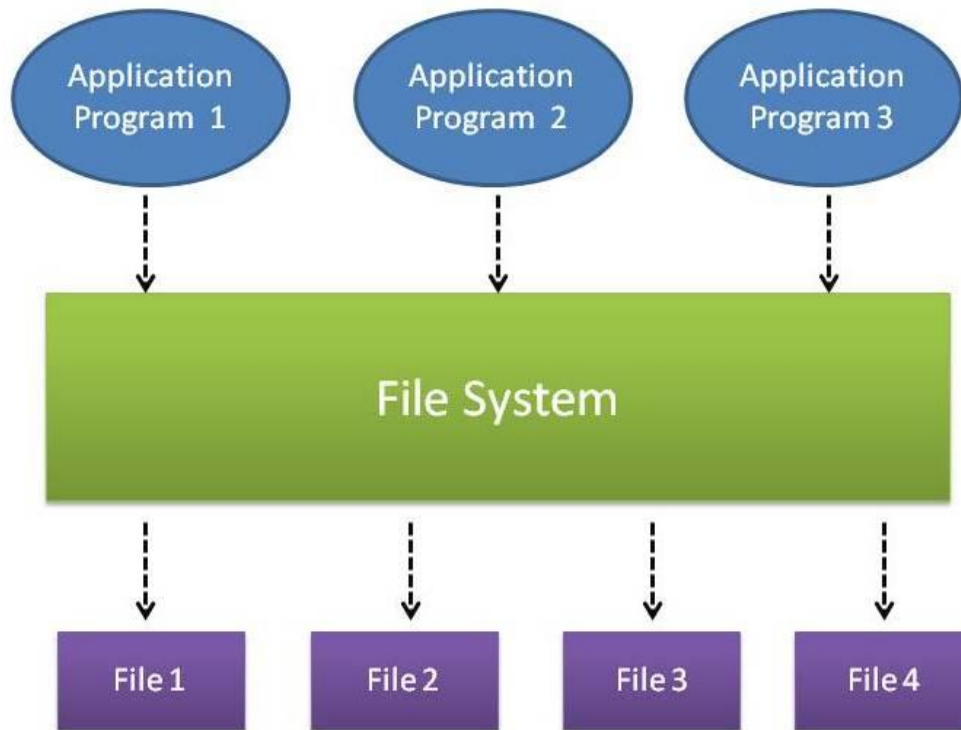 Application
Program 1
Application
Program 2
Application
Program 3
File System
File 1
File 2
File 3
File 4